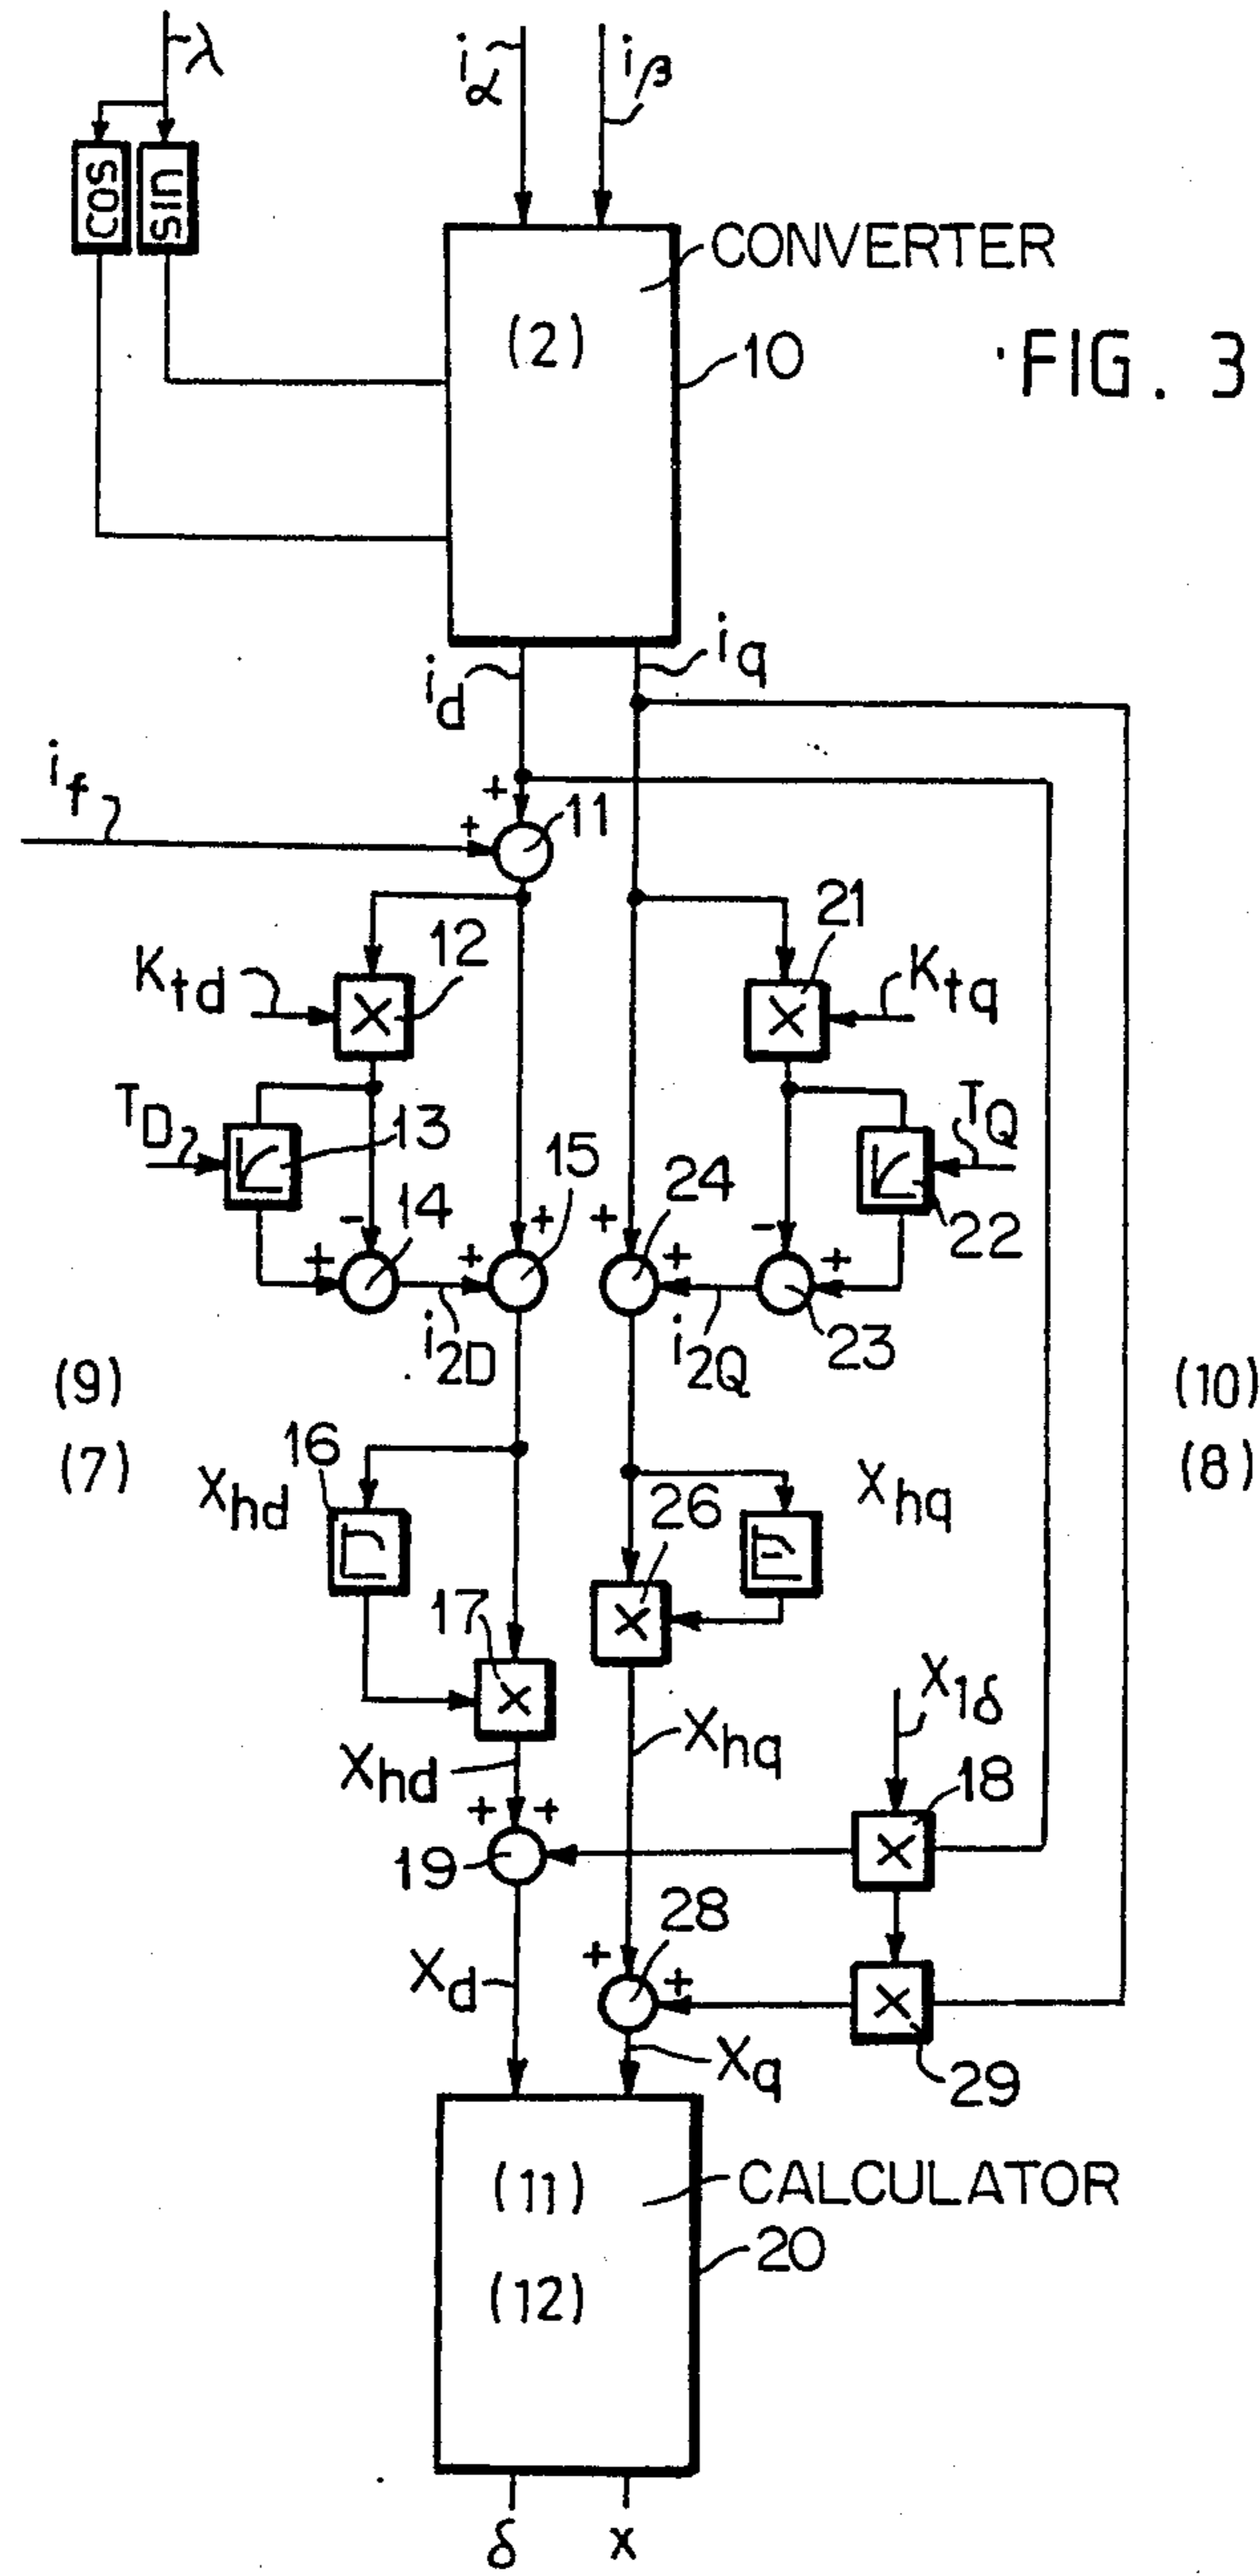 λ
iα
iβ
cos
sin
CONVERTER
(2)
10
FIG. 3
id
iq
if
+
+
11
12
21
Ktd
×
×
Ktq
TD
13
TQ
22
15
24
14
-
+
+
+
+
+
-
+
23
i2D
i2Q
(9)
(7)
(10)
(8)
16
Xhd
26
Xhq
17
×
×
X1δ
Xhd
Xhq
18
+
+
×
19
28
Xd
+
+
×
29
Xq
(11)
CALCULATOR
20
(12)
δ
x